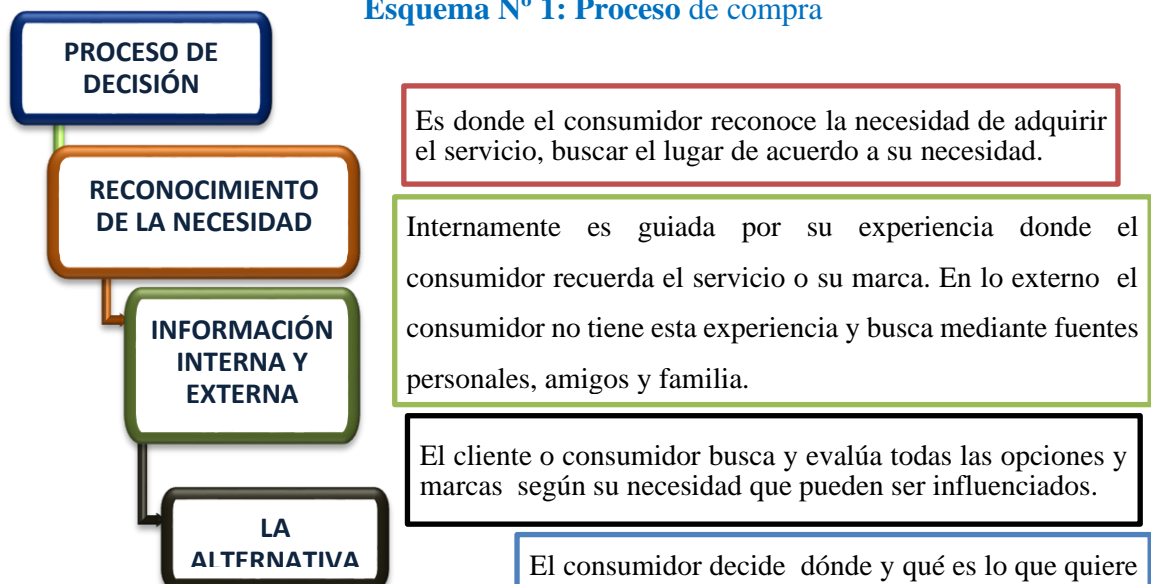 Esquema Nº 1: Proceso de compra
PROCESO DE
DECISIÓN
Es donde el consumidor reconoce la necesidad de adquirir
el servicio, buscar el lugar de acuerdo a su necesidad.
RECONOCIMIENTO
DE LA NECESIDAD
Internamente es guiada por su experiencia donde el
consumidor recuerda el servicio o su marca. En lo externo el
consumidor no tiene esta experiencia y busca mediante fuentes
personales, amigos y familia.
INFORMACIÓN
INTERNA Y
EXTERNA
El cliente o consumidor busca y evalúa todas las opciones y
marcas según su necesidad que pueden ser influenciados.
LA
ALTERNATIVA
El consumidor decide dónde y qué es lo que quiere